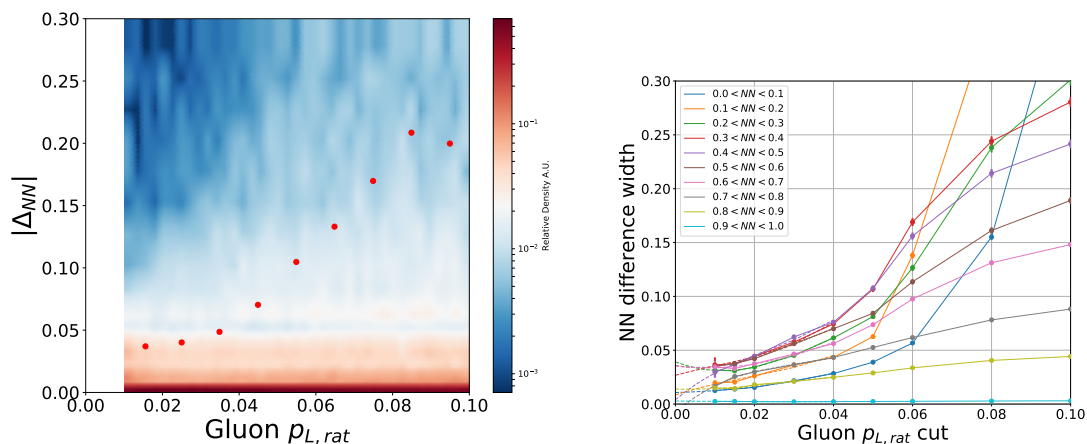 0.30
0.25
0.20
0.15
0.10
0.05
0.00
|Δ_NN|
0.00 0.02 0.04 0.06 0.08 0.10
Gluon p_L,rat
10⁻¹
10⁻²
10⁻³
Relative Density A.U.
0.30
0.25
0.20
0.15
0.10
0.05
0.00
NN difference width
0.0 < NN < 0.1
0.1 < NN < 0.2
0.2 < NN < 0.3
0.3 < NN < 0.4
0.4 < NN < 0.5
0.5 < NN < 0.6
0.6 < NN < 0.7
0.7 < NN < 0.8
0.8 < NN < 0.9
0.9 < NN < 1.0
0.00 0.02 0.04 0.06 0.08 0.10
Gluon p_L,rat cut